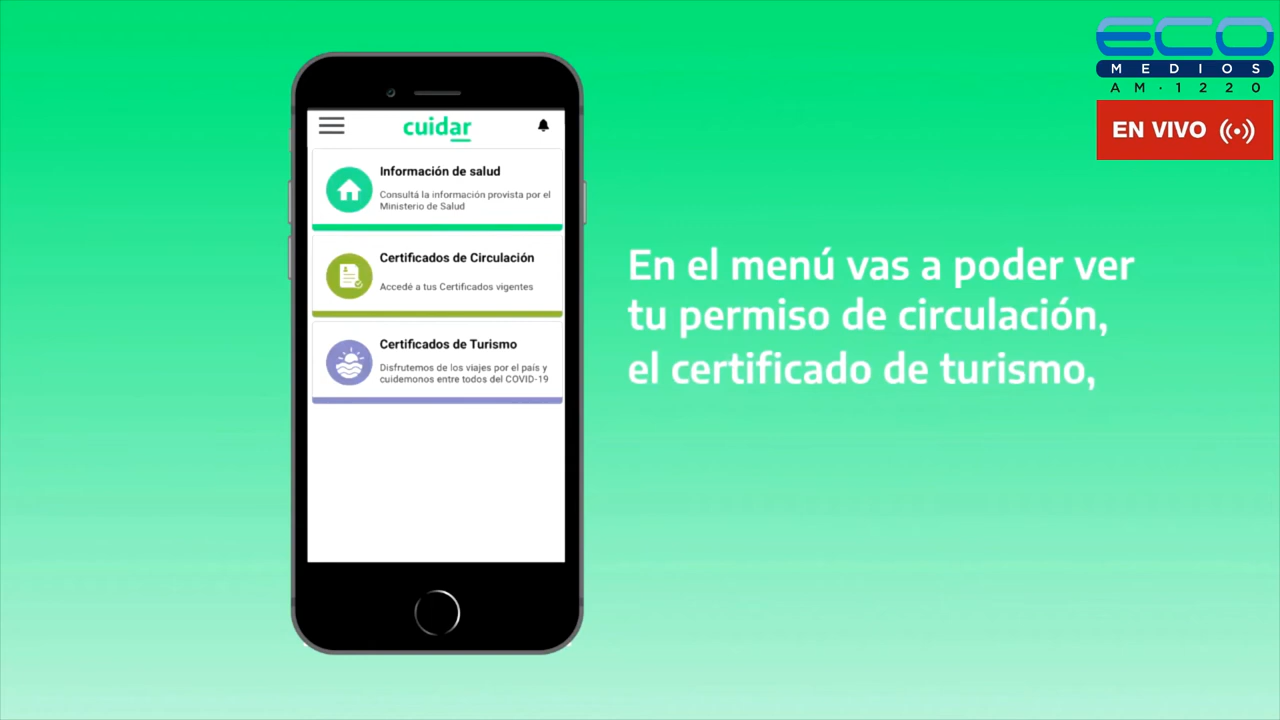 ECO
MEDIOS
AM·1220
EN VIVO
cuidar
Información de salud
Consultá la información provista por el
Ministerio de Salud
Certificados de Circulación
Accedé a tus Certificados vigentes
Certificados de Turismo
Disfrutemos de los viajes por el país y
cuidemonos entre todos del COVID-19
En el menú vas a poder ver
tu permiso de circulación,
el certificado de turismo,